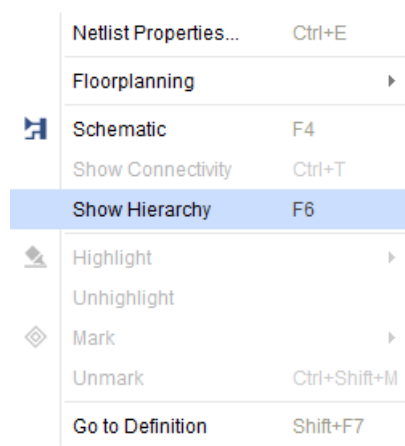 Netlist Properties... Ctrl+E
Floorplanning
Schematic F4
Show Connectivity Ctrl+T
Show Hierarchy F6
Highlight
Unhighlight
Mark
Unmark Ctrl+Shift+M
Go to Definition Shift+F7